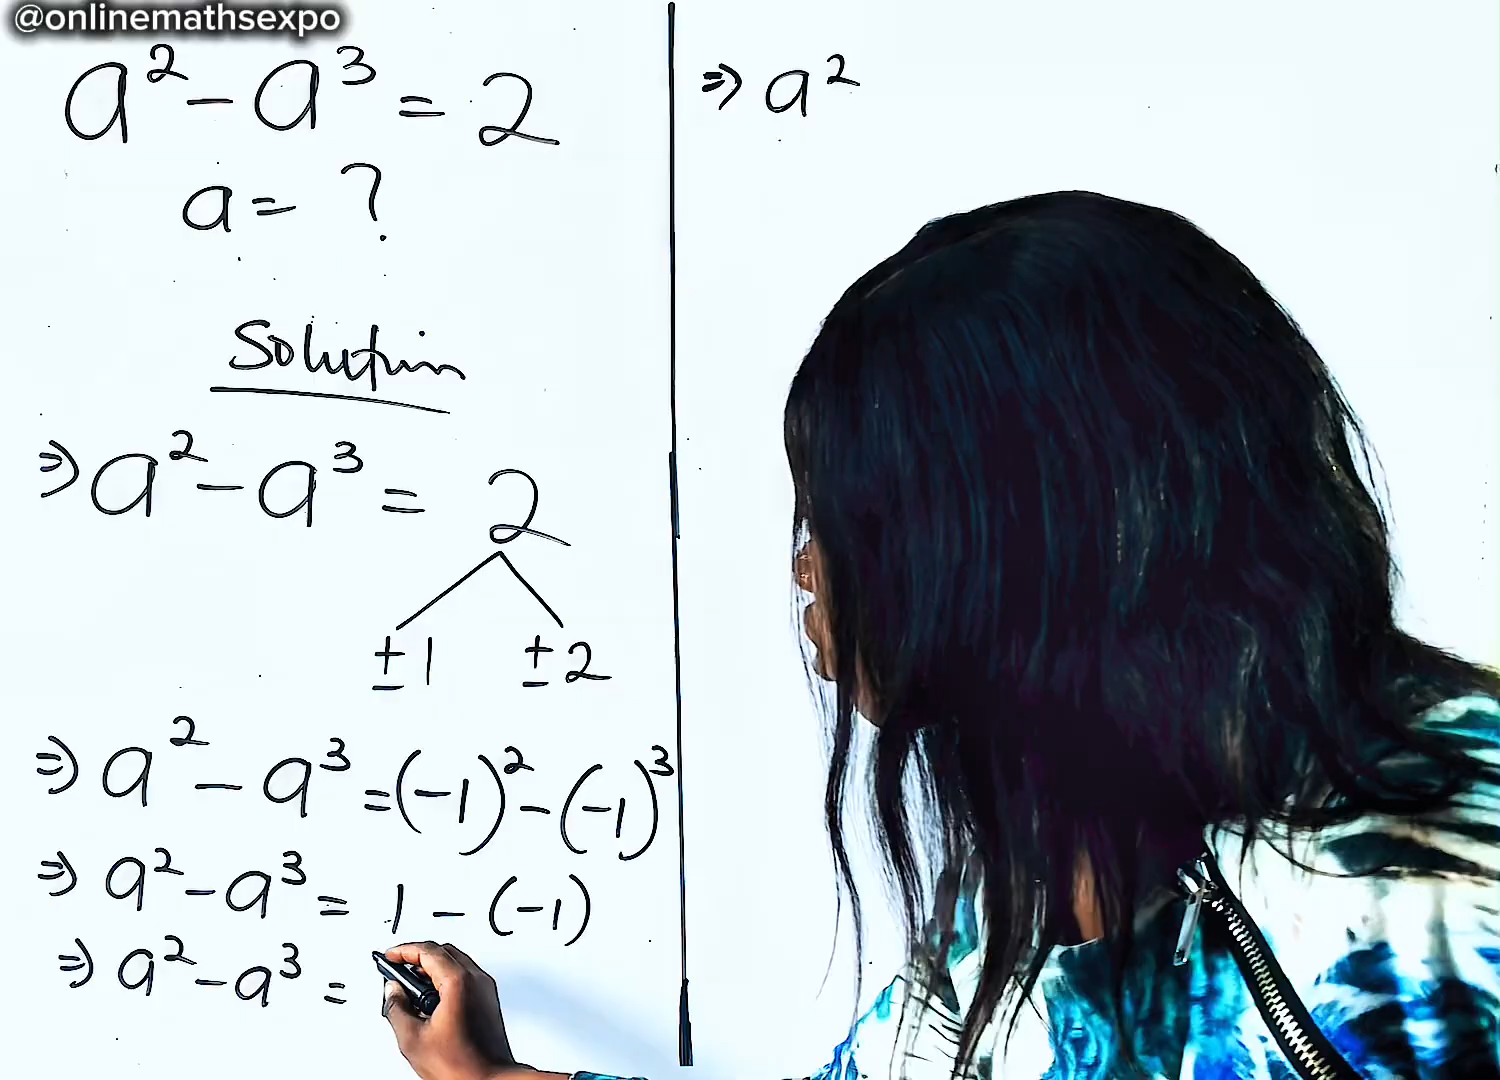 @onlinemathsexpo
a² - a³ = 2
a = ?
Solution
⇒ a² - a³ = 2
±1 ±2
⇒ a² - a³ = (-1)² - (-1)³
⇒ a² - a³ = 1 - (-1)
⇒ a² - a³ =
⇒ a²